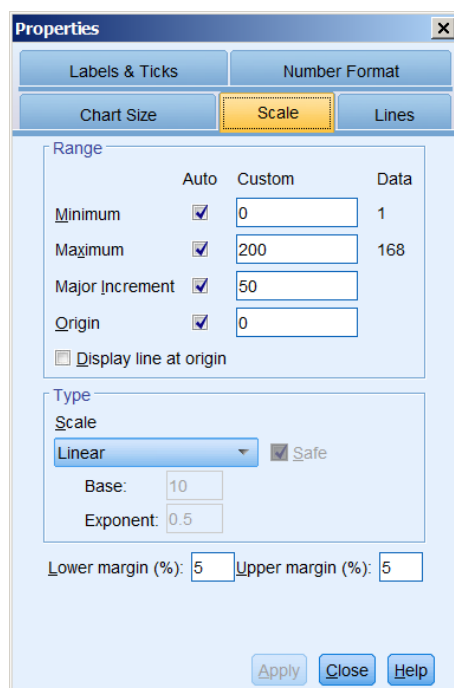 Properties
Labels & Ticks Number Format
Chart Size Scale Lines
Range
Auto Custom Data
Minimum 0 1
Maximum 200 168
Major Increment 50
Origin 0
Display line at origin
Type
Scale
Linear Safe
Base: 10
Exponent: 0.5
Lower margin (%): 5 Upper margin (%): 5
Apply Close Help